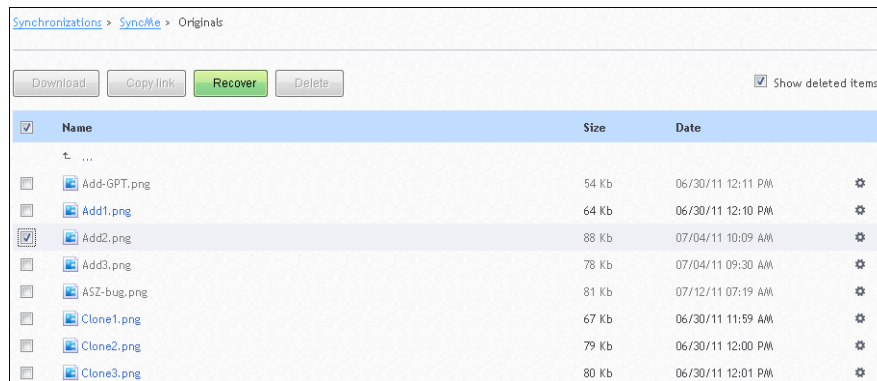 Synchronizations > SyncMe > Originals
Download Copy link Recover Delete Show deleted items
Name Size Date
...
Add-GPT.png 54 Kb 06/30/11 12:11 PM
Add1.png 64 Kb 06/30/11 12:10 PM
Add2.png 88 Kb 07/04/11 10:09 AM
Add3.png 78 Kb 07/04/11 09:30 AM
ASZ-bug.png 81 Kb 07/12/11 07:19 AM
Clone1.png 67 Kb 06/30/11 11:59 AM
Clone2.png 79 Kb 06/30/11 12:00 PM
Clone3.png 80 Kb 06/30/11 12:01 PM